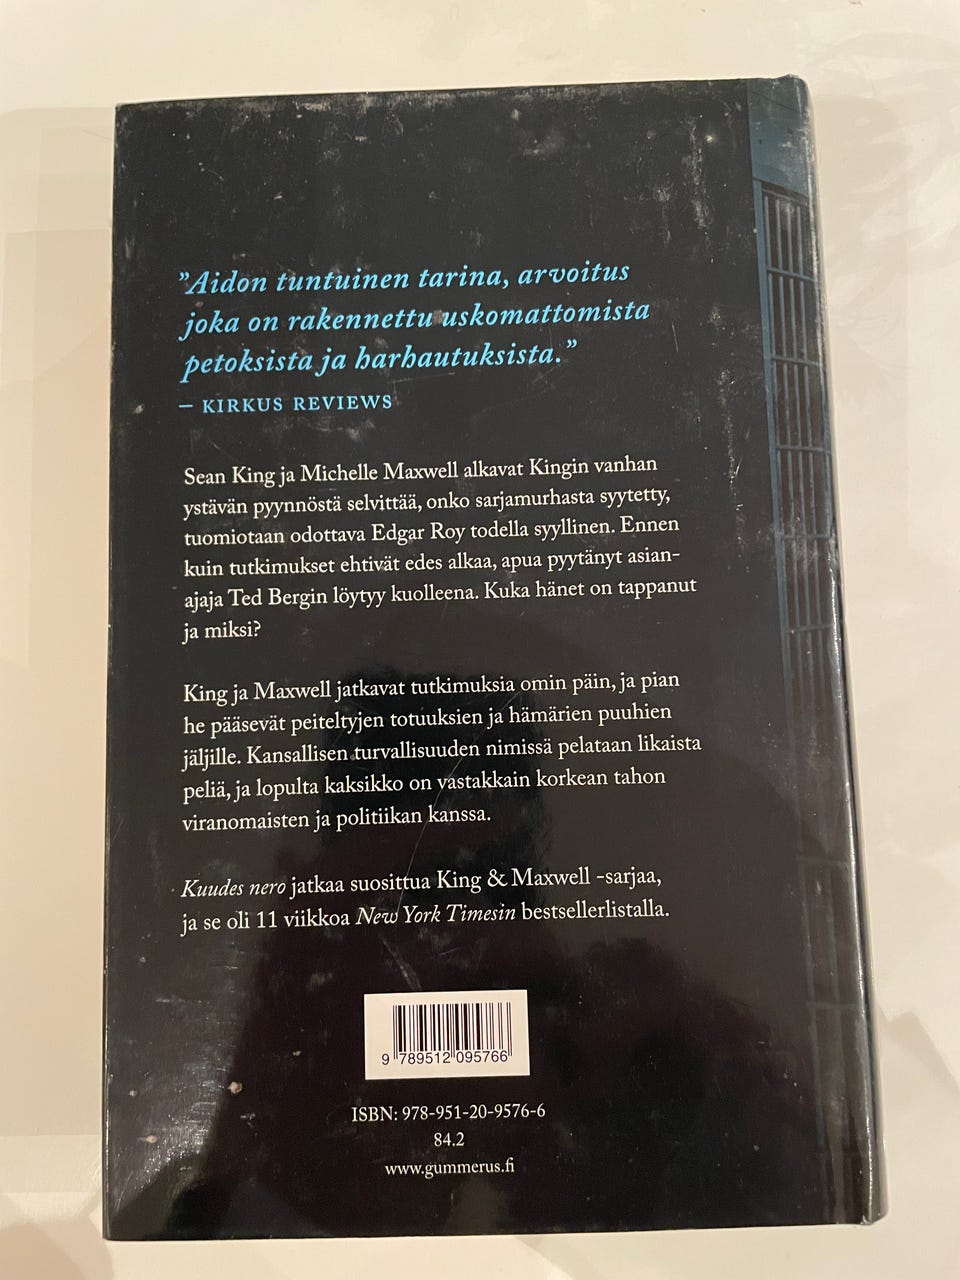 ”Aidon tuntuinen tarina, arvoitus
joka on rakennettu uskomattomista
petoksista ja harhautuksista.”
– KIRKUS REVIEWS
Sean King ja Michelle Maxwell alkavat Kingin vanhan
ystävän pyynnöstä selvittää, onko sarjamurhasta syytetty,
tuomiotaan odottava Edgar Roy todella syyllinen. Ennen
kuin tutkimukset ehtivät edes alkaa, apua pyytänyt asian-
ajaja Ted Bergin löytyy kuolleena. Kuka hänet on tappanut
ja miksi?
King ja Maxwell jatkavat tutkimuksia omin päin, ja pian
he pääsevät peiteltyjen totuuksien ja hämärien puuhien
jäljille. Kansallisen turvallisuuden nimissä pelataan likaista
peliä, ja lopulta kaksikko on vastakkain korkean tahon
viranomaisten ja politiikan kanssa.
Kuudes nero jatkaa suosittua King & Maxwell -sarjaa,
ja se oli 11 viikkoa New York Timesin bestsellerlistalla.
9 789512 095766
ISBN: 978-951-20-9576-6
84.2
www.gummerus.fi